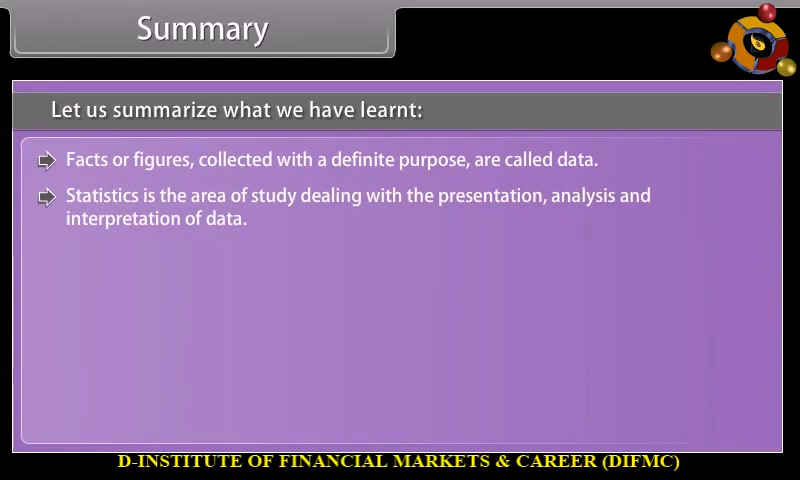 Summary
Let us summarize what we have learnt:
Facts or figures, collected with a definite purpose, are called data.
Statistics is the area of study dealing with the presentation, analysis and
interpretation of data.
D-INSTITUTE OF FINANCIAL MARKETS & CAREER (DIFMC)